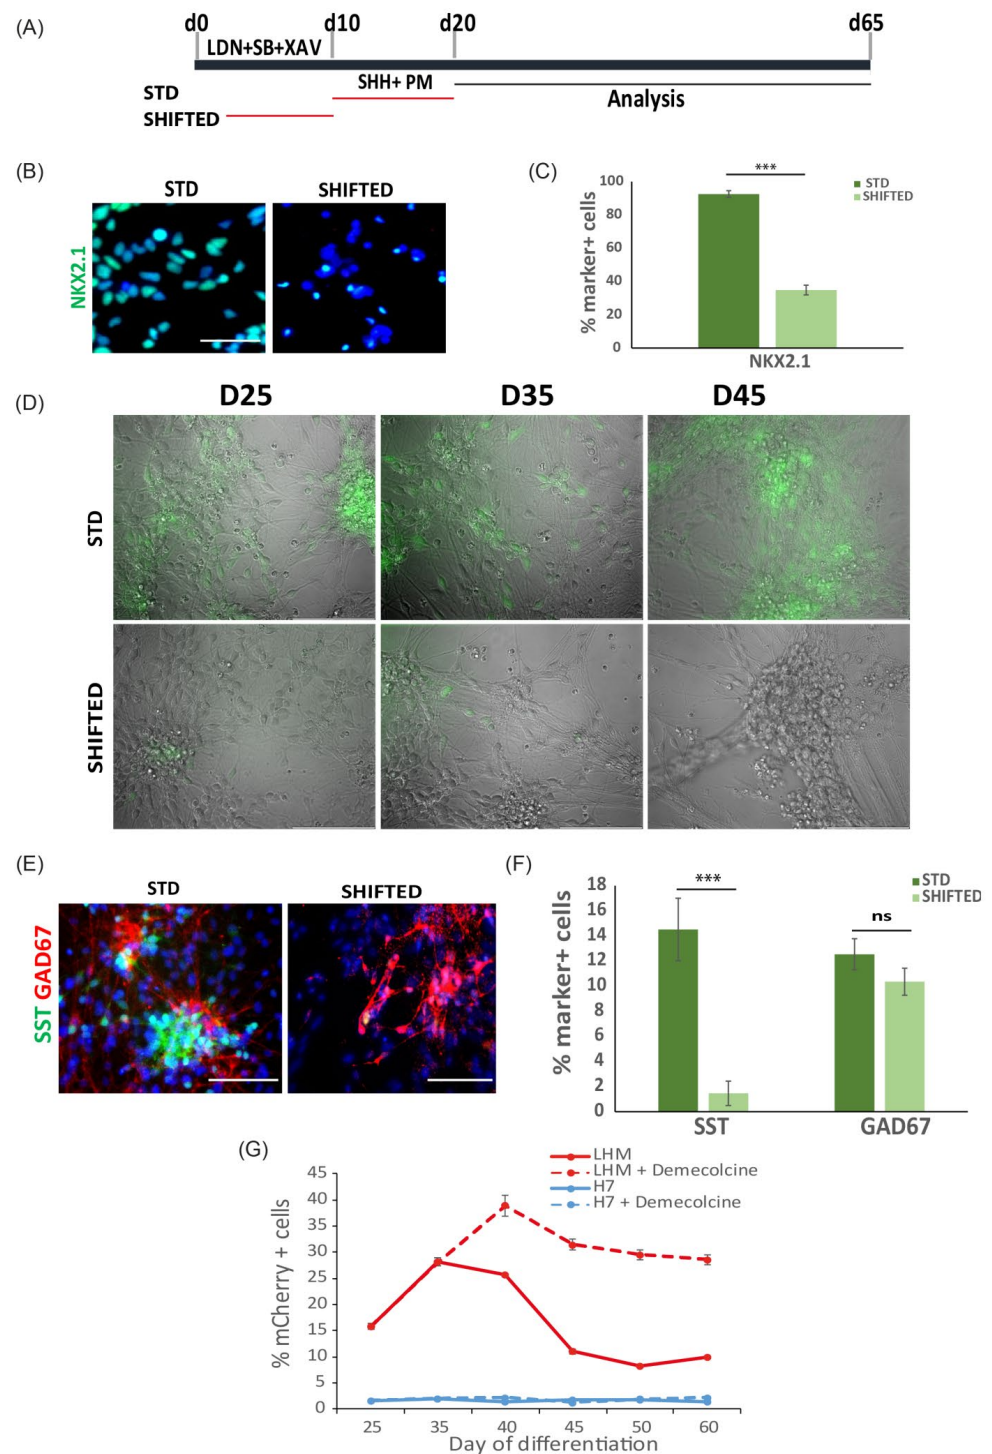 (A)
d0 d10 d20 d65
LDN+SB+XAV
SHH+ PM
STD
Analysis
SHIFTED
(B)
STD SHIFTED
NKX2.1
(C)
***
STD
SHIFTED
% marker+ cells
100
80
60
40
20
0
NKX2.1
(D)
D25 D35 D45
STD
SHIFTED
(E)
STD SHIFTED
SST GAD67
(F)
STD
SHIFTED
*** ns
% marker+ cells
18
16
14
12
10
8
6
4
2
0
SST GAD67
(G)
LHM
LHM + Demecolcine
H7
H7 + Demecolcine
% mCherry + cells
45
40
35
30
25
20
15
10
5
0
25 35 40 45 50 60
Day of differentiation